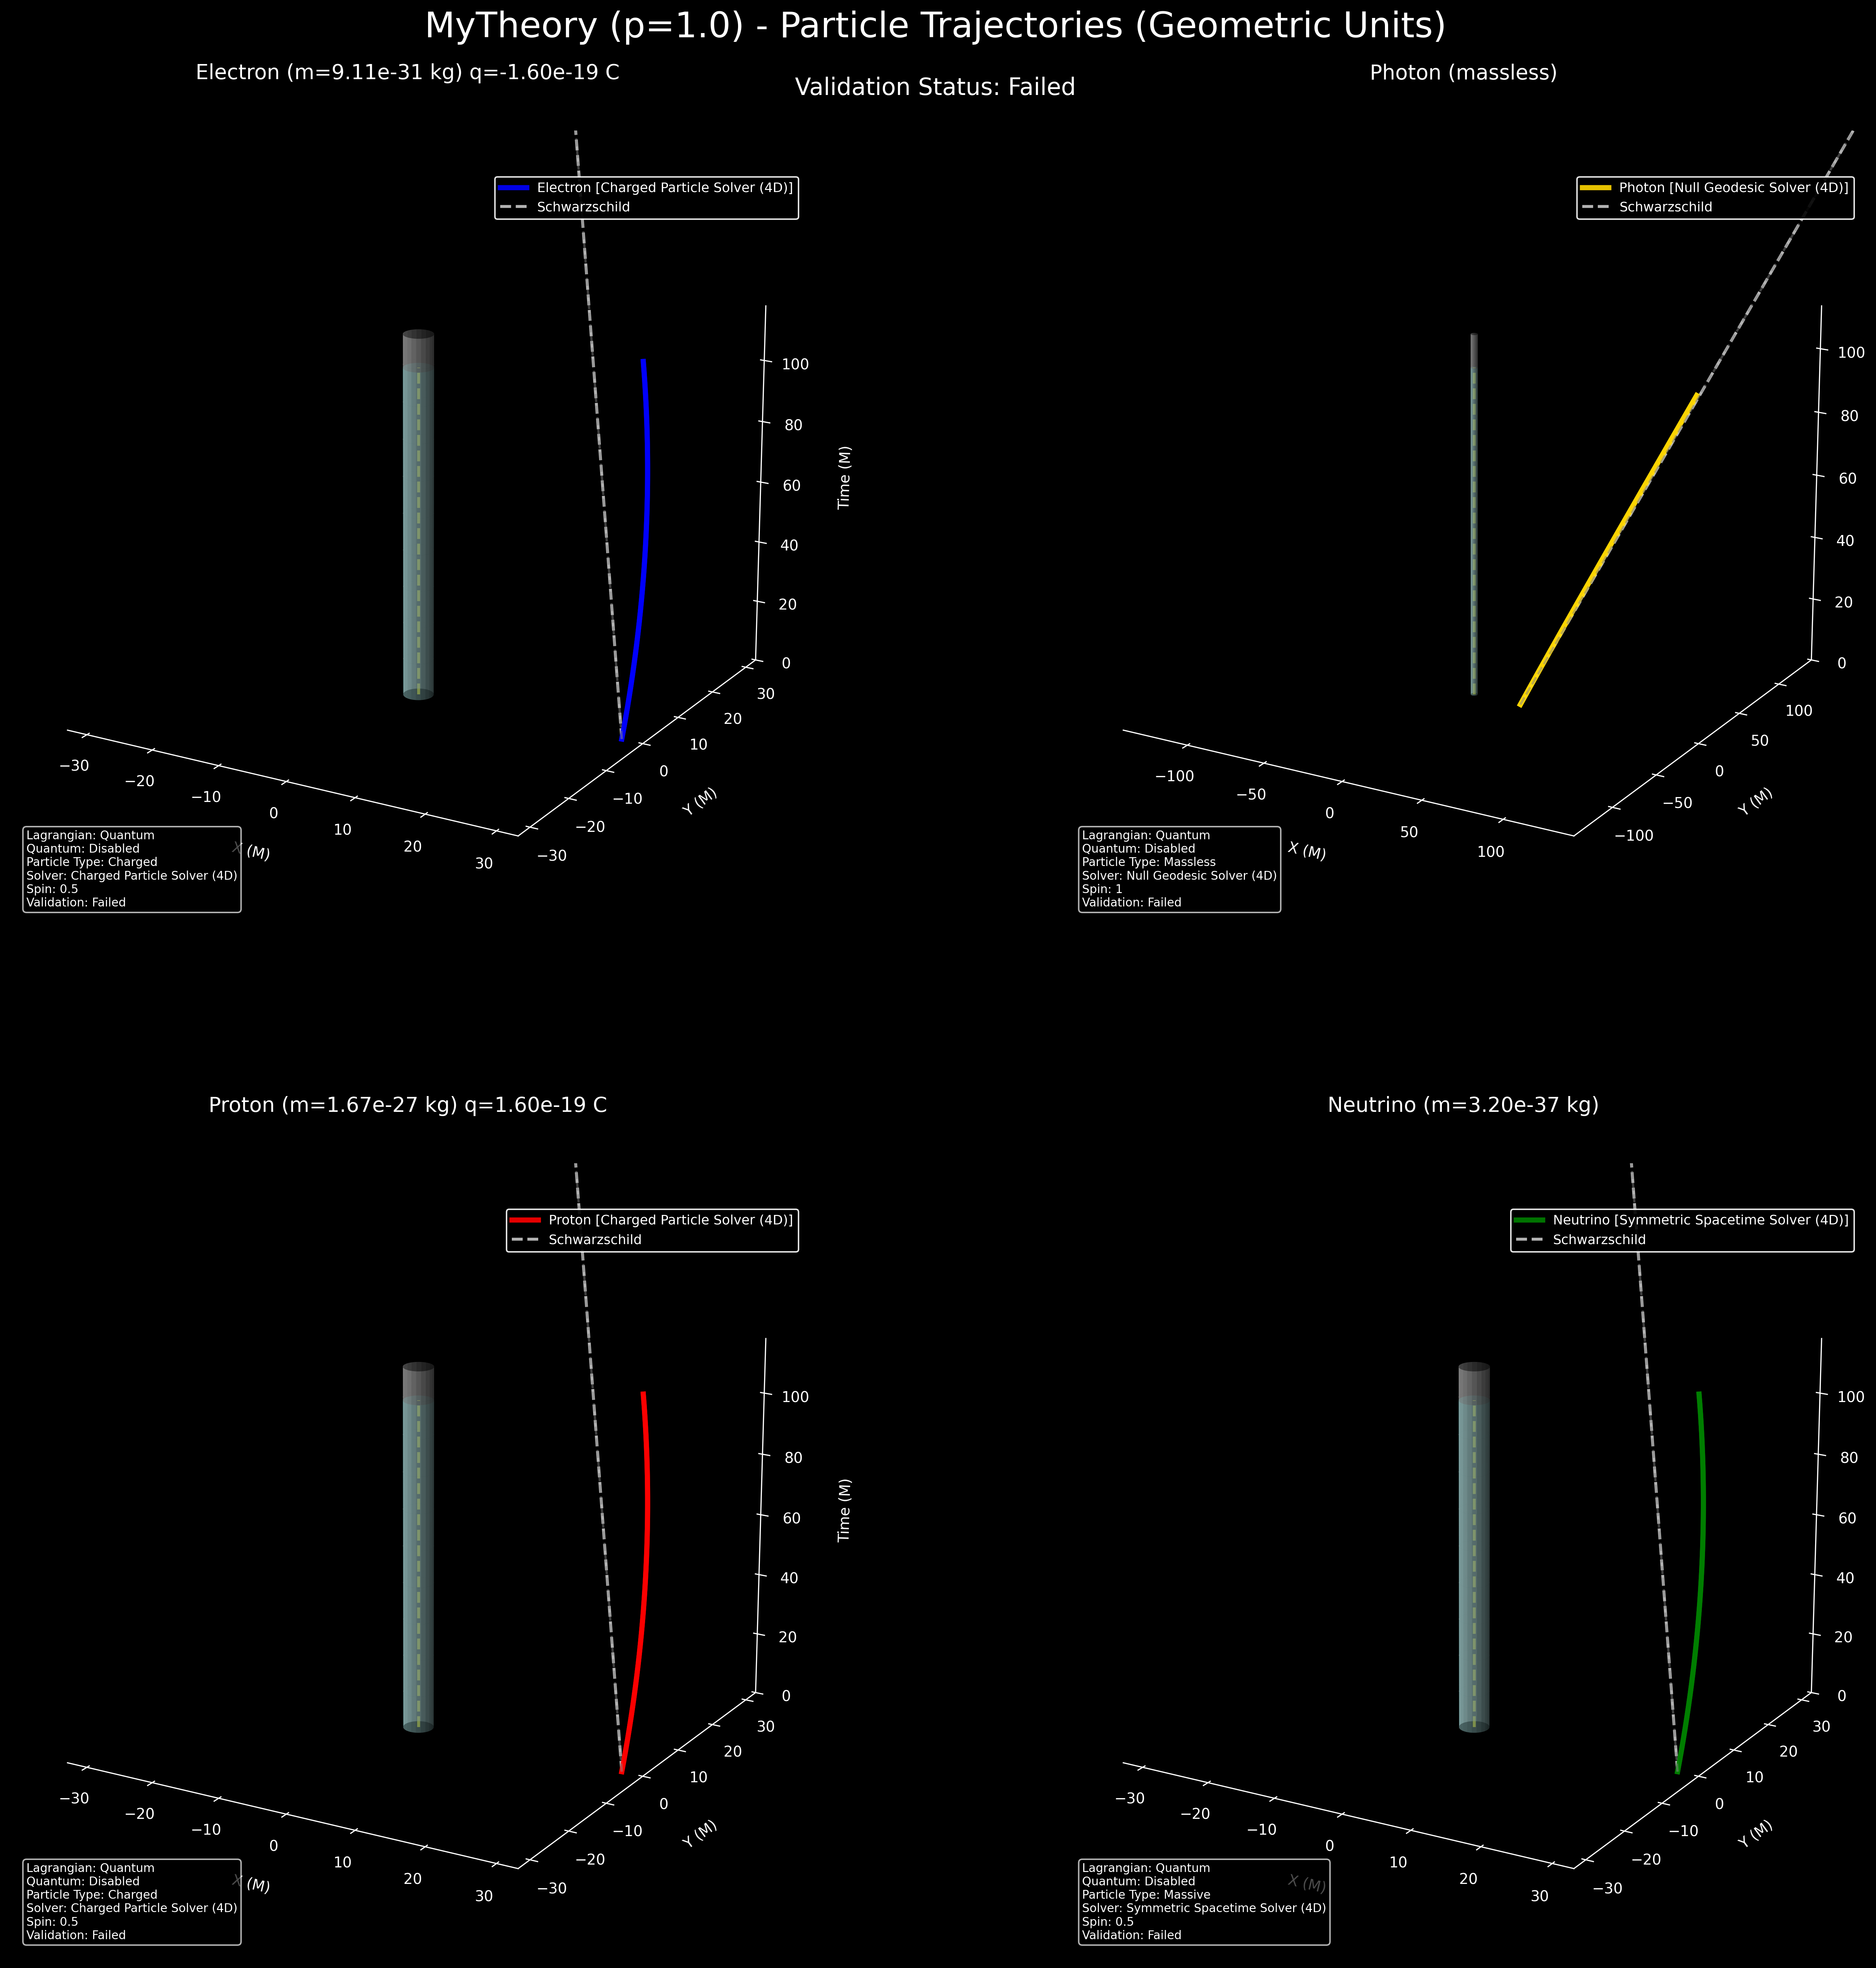 MyTheory (p=1.0) - Particle Trajectories (Geometric Units)
Validation Status: Failed
Electron (m=9.11e-31 kg) q=-1.60e-19 C
Electron [Charged Particle Solver (4D)]
Schwarzschild
100
80
60
40
20
0
Time (M)
30
20
10
0
−10
−20
−30
Y (M)
−30
−20
−10
0
10
20
30
X (M)
Lagrangian: Quantum
Quantum: Disabled
Particle Type: Charged
Solver: Charged Particle Solver (4D)
Spin: 0.5
Validation: Failed
Photon (massless)
Photon [Null Geodesic Solver (4D)]
Schwarzschild
100
80
60
40
20
0
100
50
0
−50
−100
Y (M)
−100
−50
0
50
100
X (M)
Lagrangian: Quantum
Quantum: Disabled
Particle Type: Massless
Solver: Null Geodesic Solver (4D)
Spin: 1
Validation: Failed
Proton (m=1.67e-27 kg) q=1.60e-19 C
Proton [Charged Particle Solver (4D)]
Schwarzschild
100
80
60
40
20
0
Time (M)
30
20
10
0
−10
−20
−30
Y (M)
−30
−20
−10
0
10
20
30
X (M)
Lagrangian: Quantum
Quantum: Disabled
Particle Type: Charged
Solver: Charged Particle Solver (4D)
Spin: 0.5
Validation: Failed
Neutrino (m=3.20e-37 kg)
Neutrino [Symmetric Spacetime Solver (4D)]
Schwarzschild
100
80
60
40
20
0
30
20
10
0
−10
−20
−30
Y (M)
−30
−20
−10
0
10
20
30
X (M)
Lagrangian: Quantum
Quantum: Disabled
Particle Type: Massive
Solver: Symmetric Spacetime Solver (4D)
Spin: 0.5
Validation: Failed